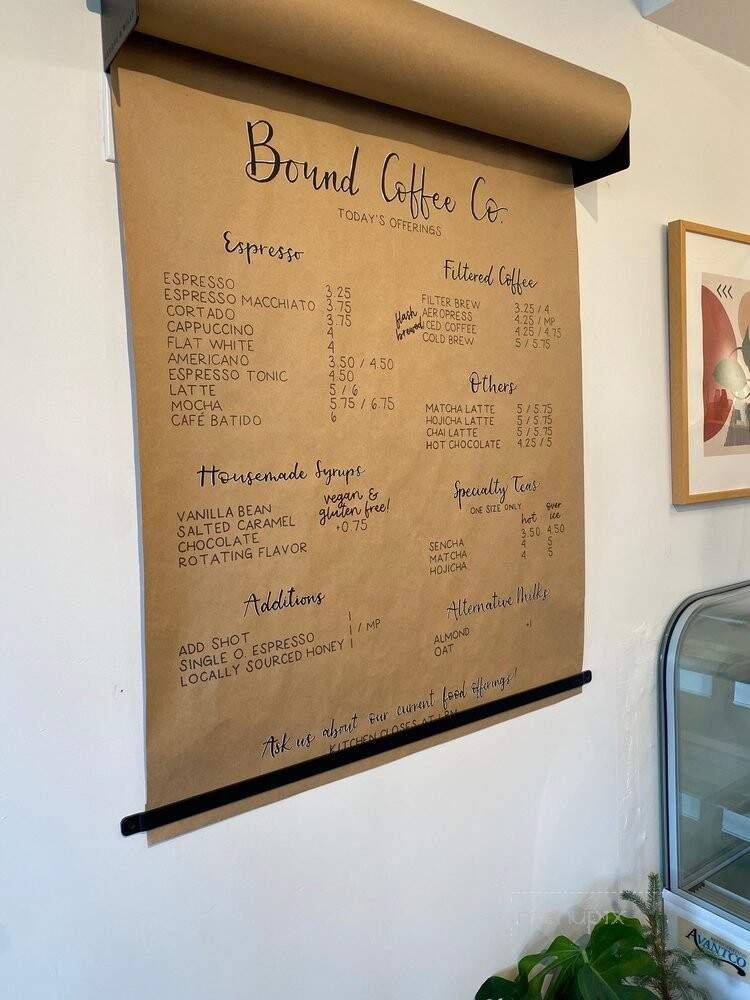 Bound Coffee Co.
TODAY'S OFFERINGS
Espresso
ESPRESSO 3.25
ESPRESSO MACCHIATO 3.75
CORTADO 3.75
CAPPUCCINO 4
FLAT WHITE 4
AMERICANO 3.50 / 4.50
ESPRESSO TONIC 4.50
LATTE 5 / 6
MOCHA 5.75 / 6.75
CAFÉ BATIDO 6
Housemade Syrups
vegan &
gluten free!
+0.75
VANILLA BEAN
SALTED CARAMEL
CHOCOLATE
ROTATING FLAVOR
Additions
ADD SHOT 1
SINGLE O. ESPRESSO 1 / MP
LOCALLY SOURCED HONEY 1
Filtered Coffee
FILTER BREW 3.25 / 4
AEROPRESS 4.25 / MP
flash brewed ICED COFFEE 4.25 / 4.75
COLD BREW 5 / 5.75
Others
MATCHA LATTE 5 / 5.75
HOJICHA LATTE 5 / 5.75
CHAI LATTE 5 / 5.75
HOT CHOCOLATE 4.25 / 5
Specialty Teas
ONE SIZE ONLY
hot over ice
SENCHA 3.50 4.50
MATCHA 4 5
HOJICHA 4 5
Alternative Milks
ALMOND +1
OAT
Ask us about our current food offerings!
KITCHEN CLOSES AT 1 PM
menupix
AVANTCO